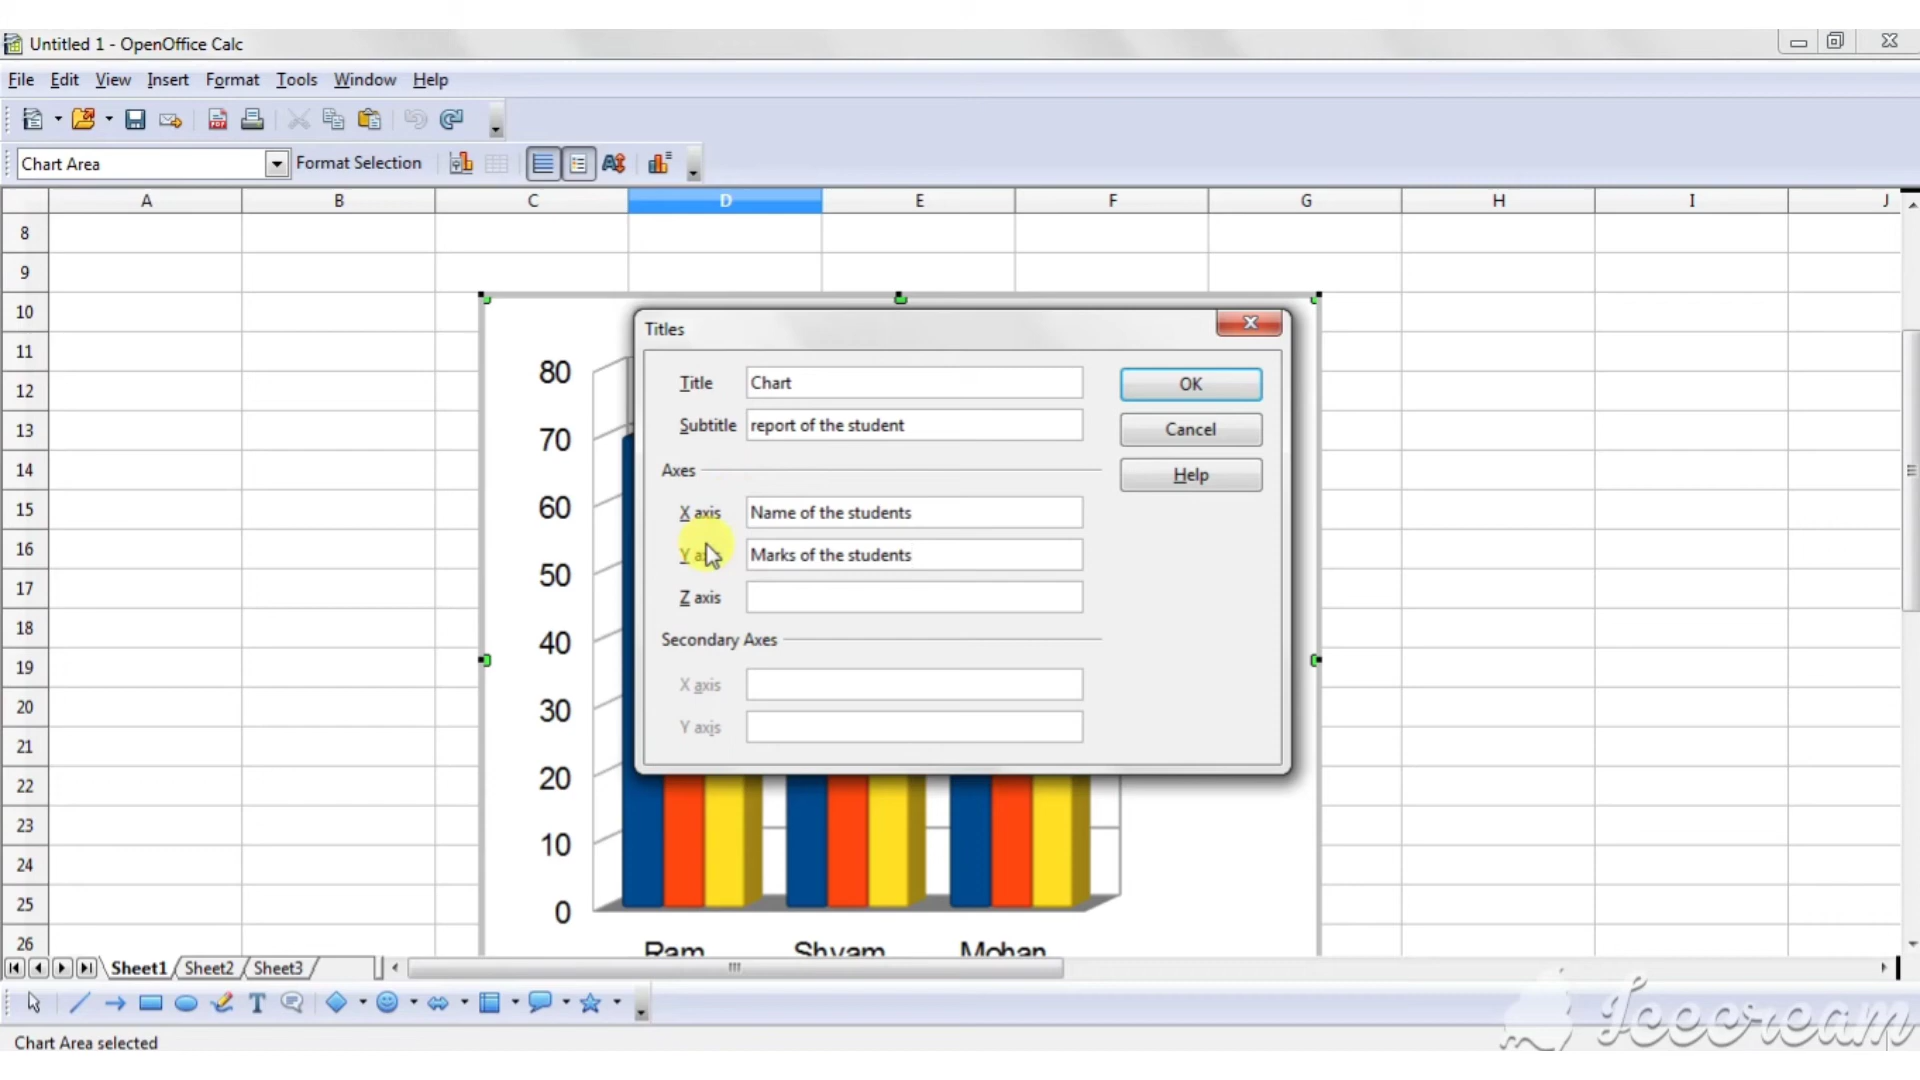 Untitled 1 - OpenOffice Calc
File Edit View Insert Format Tools Window Help
Chart Area Format Selection
A B C D E F G H I J
8
9
10
11
12
13
14
15
16
17
18
19
20
21
22
23
24
25
26
80
70
60
50
40
30
20
10
0
Ram Shyam Mohan
Titles
Title Chart OK
Subtitle report of the student Cancel
Axes Help
X axis Name of the students
Y axis Marks of the students
Z axis
Secondary Axes
X axis
Y axis
Sheet1 Sheet2 Sheet3
Chart Area selected
Icecream